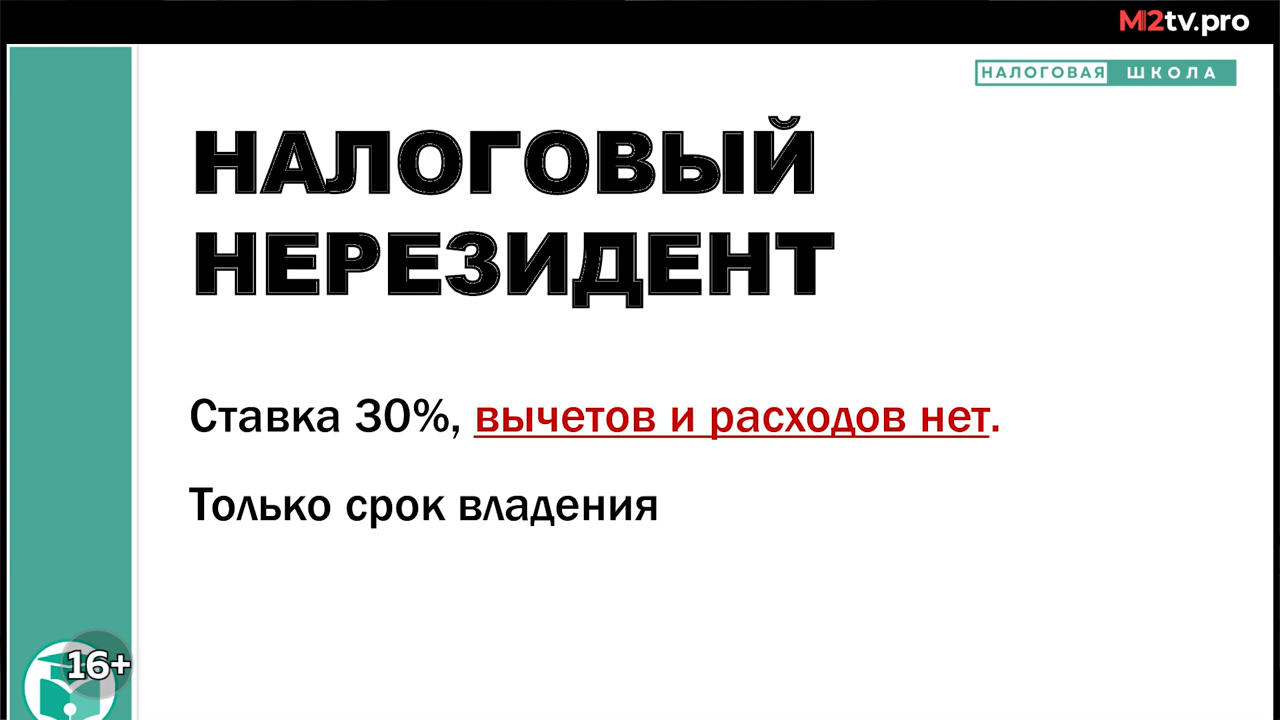 M2tv.pro
НАЛОГОВАЯ ШКОЛА
НАЛОГОВЫЙ
НЕРЕЗИДЕНТ
Ставка 30%, вычетов и расходов нет.
Только срок владения
16+